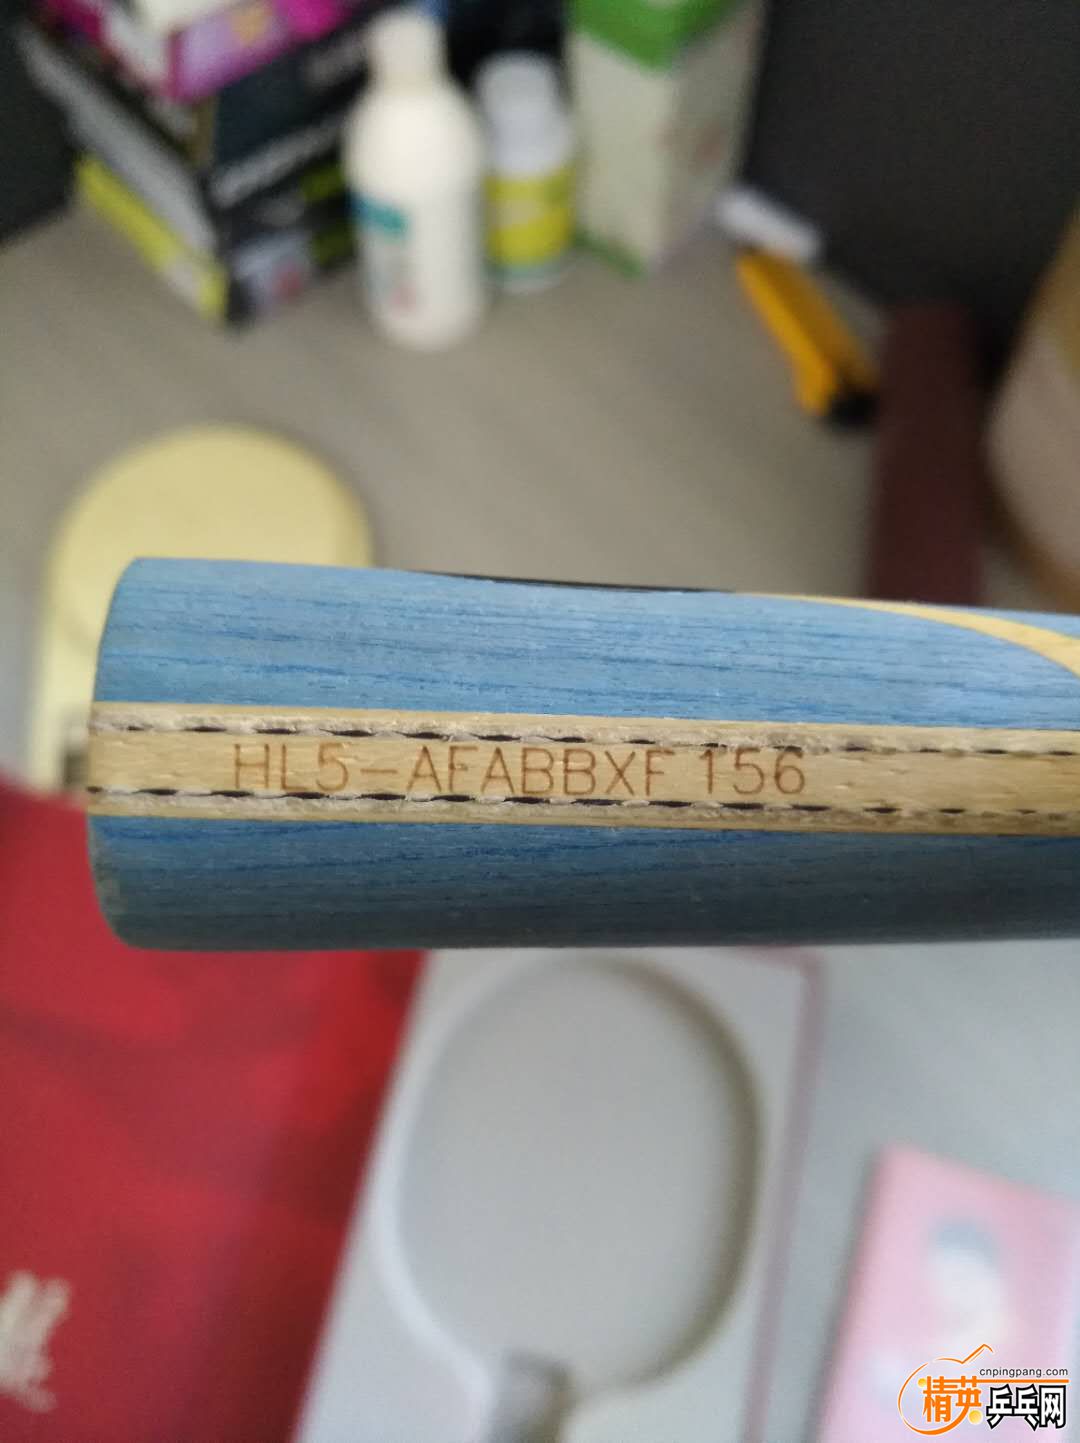 HL5-AFABBXF 156
cnpingpang.com
精英乒乓网